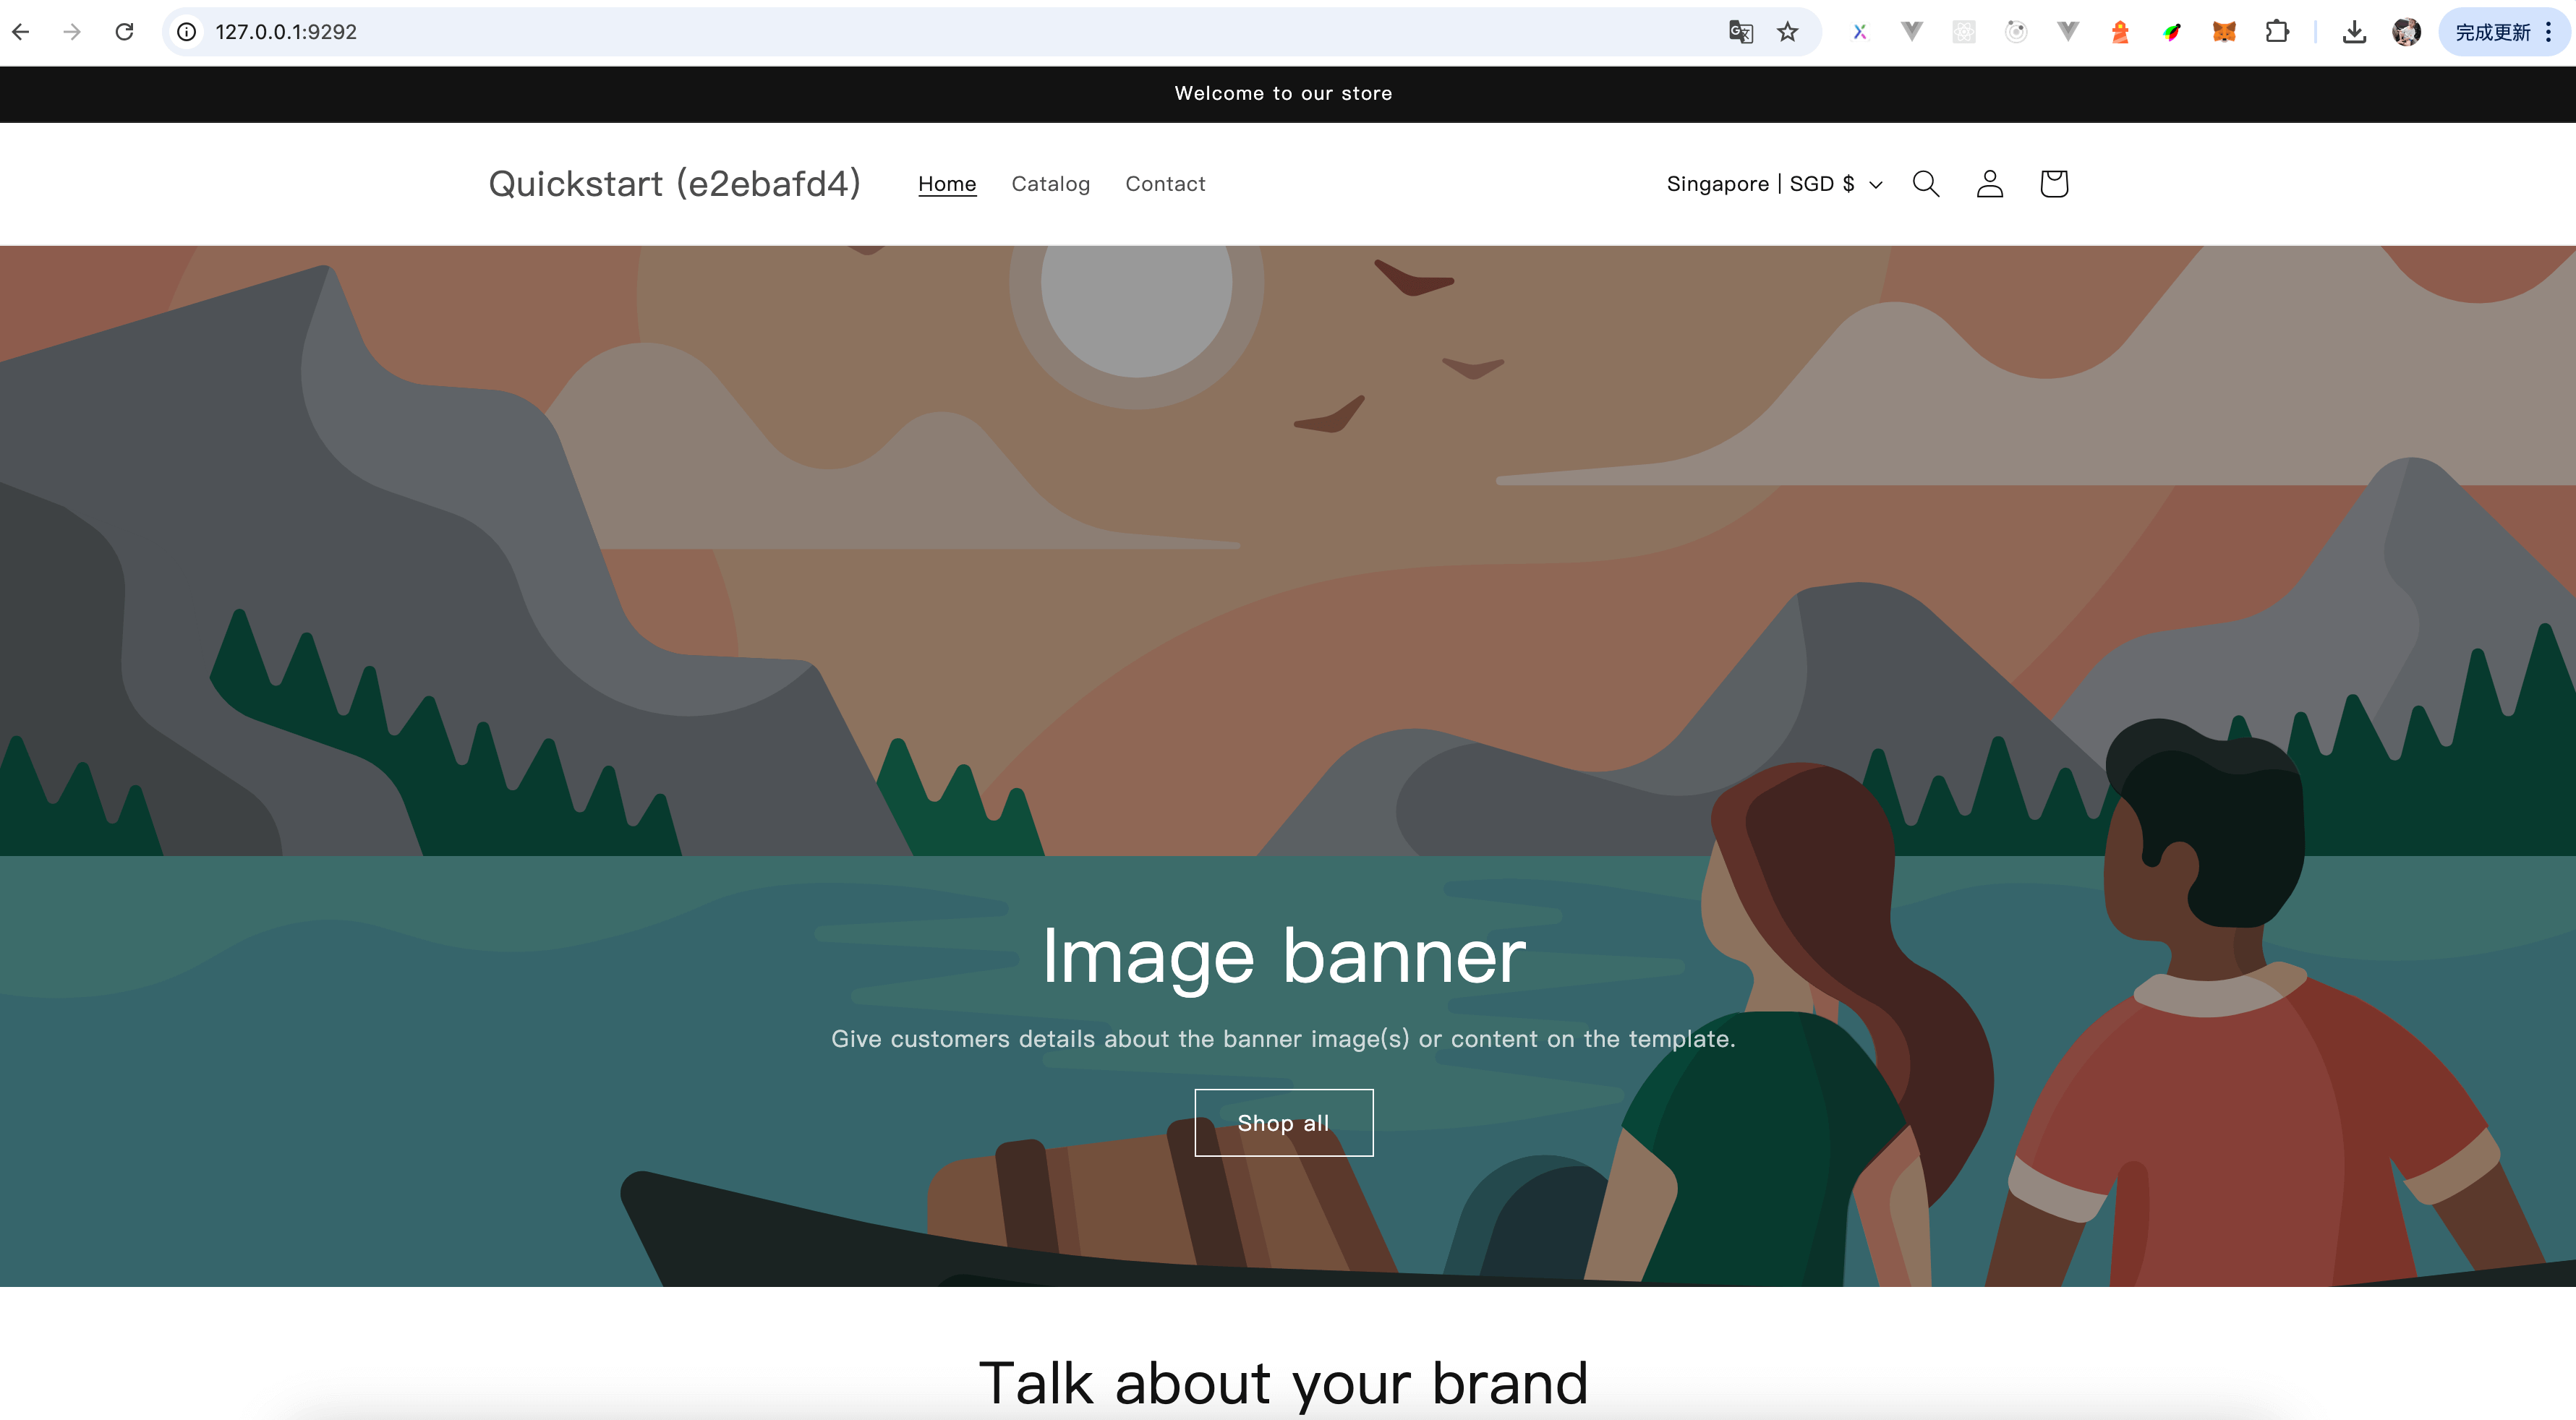 127.0.0.1:9292
完成更新
Welcome to our store
Quickstart (e2ebafd4)
Home
Catalog
Contact
Singapore | SGD $
Image banner
Give customers details about the banner image(s) or content on the template.
Shop all
Talk about your brand